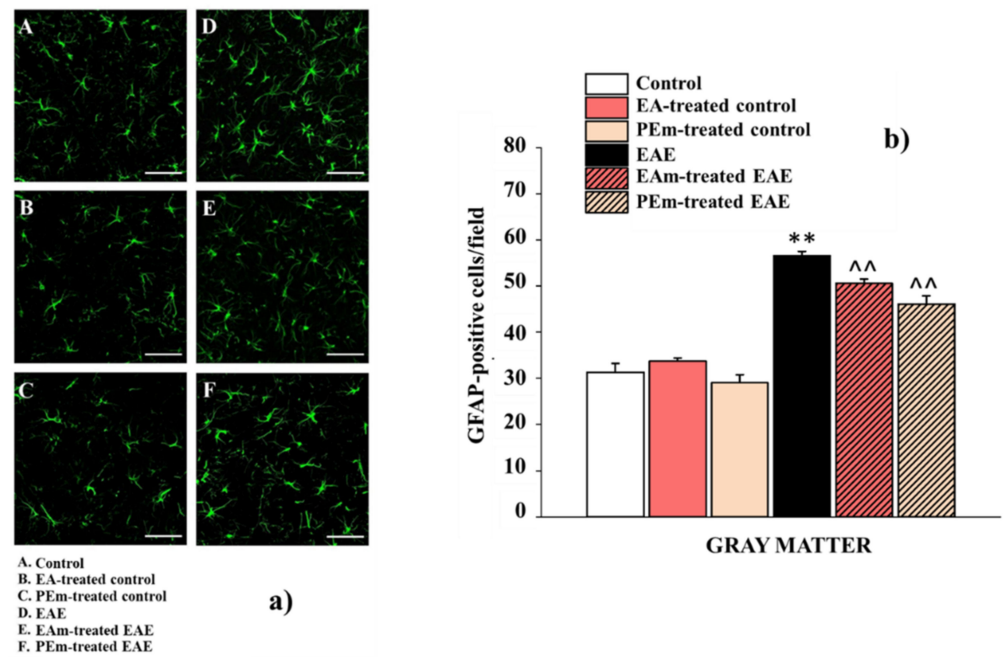 A
D
B
E
C
F
A. Control
B. EA-treated control
C. PEm-treated control
D. EAE
E. EAm-treated EAE
F. PEm-treated EAE
a)
Control
EA-treated control
PEm-treated control
EAE
EAm-treated EAE
PEm-treated EAE
b)
GFAP-positive cells/field
80
70
60
50
40
30
20
10
0
**
^^
^^
GRAY MATTER